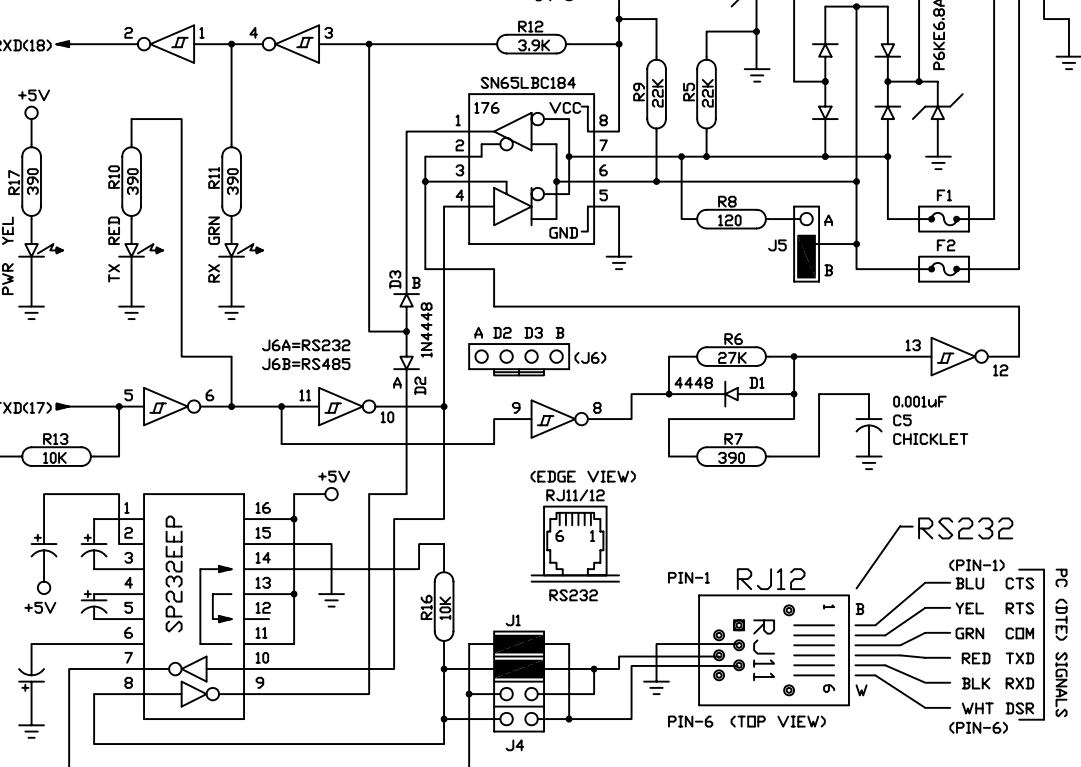 R12
3.9K
P6KE6.8A
RXD(18)
2
1
4
3
SN65LBC184
176
VCC
1
2
3
4
8
7
6
5
GND
R9
22K
R5
22K
+5V
R17
390
R10
390
R11
390
PWR YEL
TX RED
RX GRN
R8
120
A
J5
B
F1
F2
D3
B
1N4448
A
D2
J6A=RS232
J6B=RS485
A D2 D3 B
(J6)
R6
27K
4448
D1
R7
390
13
12
0.001uF
C5
CHICKLET
TXD(17)
5
6
11
10
9
8
R13
10K
+5V
(EDGE VIEW)
RJ11/12
6 1
RS232
SP232EEP
1
2
3
4
5
6
7
8
16
15
14
13
12
11
10
9
+
+
+
+
+5V
R16
10K
J1
J4
RS232
PIN-1
RJ12
RJ11
1
6
B
W
PIN-6 (TOP VIEW)
(PIN-1)
BLU CTS
YEL RTS
GRN COM
RED TXD
BLK RXD
WHT DSR
(PIN-6)
PC (DTE) SIGNALS